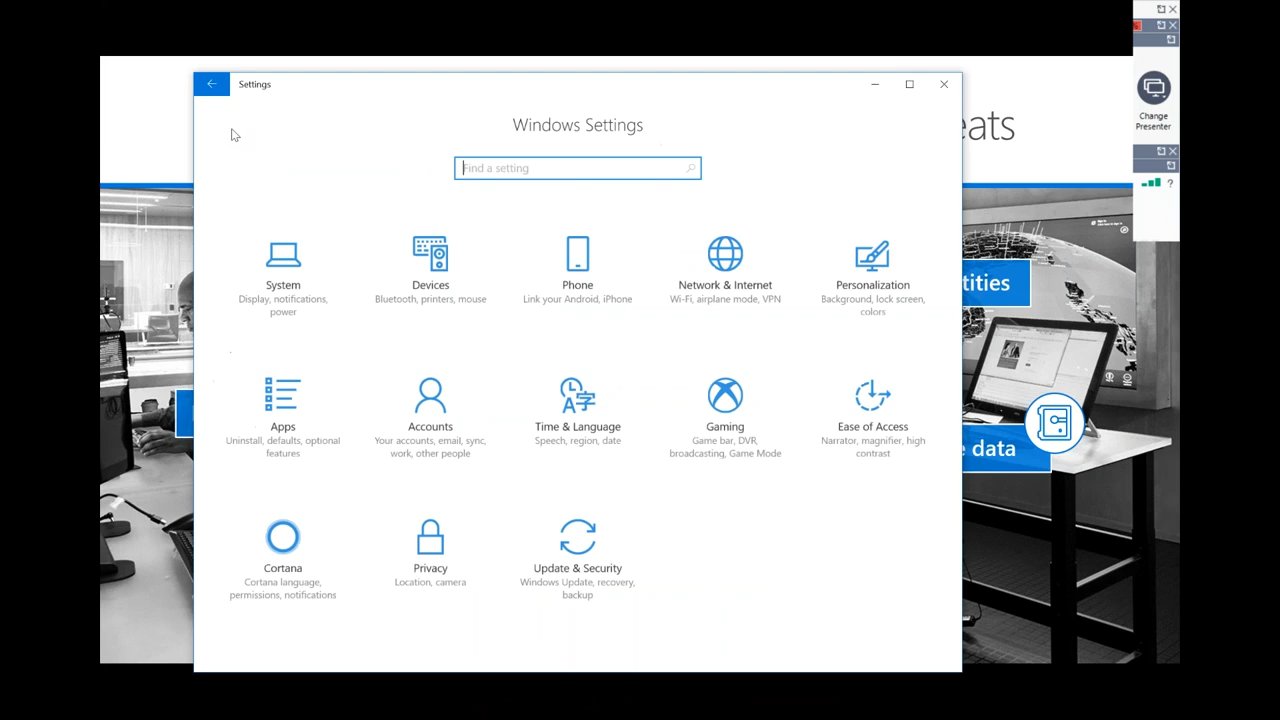 Settings
Windows Settings
Find a setting
System
Display, notifications,
power
Devices
Bluetooth, printers, mouse
Phone
Link your Android, iPhone
Network & Internet
Wi-Fi, airplane mode, VPN
Personalization
Background, lock screen,
colors
Apps
Uninstall, defaults, optional
features
Accounts
Your accounts, email, sync,
work, other people
Time & Language
Speech, region, date
Gaming
Game bar, DVR,
broadcasting, Game Mode
Ease of Access
Narrator, magnifier, high
contrast
Cortana
Cortana language,
permissions, notifications
Privacy
Location, camera
Update & Security
Windows Update, recovery,
backup
eats
tities
e data
Change
Presenter
?